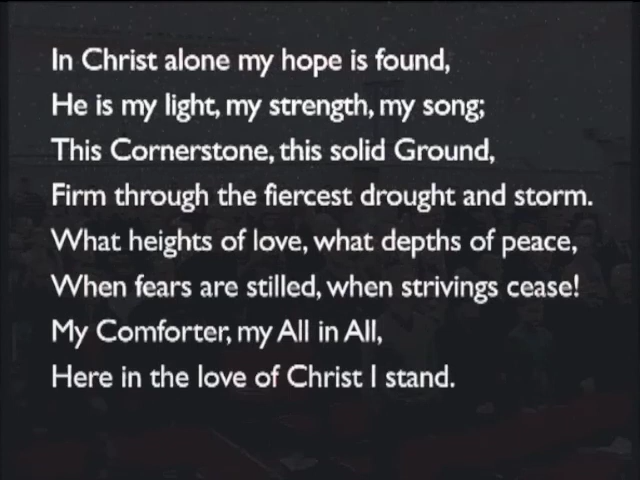 In Christ alone my hope is found,
He is my light, my strength, my song;
This Cornerstone, this solid Ground,
Firm through the fiercest drought and storm.
What heights of love, what depths of peace,
When fears are stilled, when strivings cease!
My Comforter, my All in All,
Here in the love of Christ I stand.